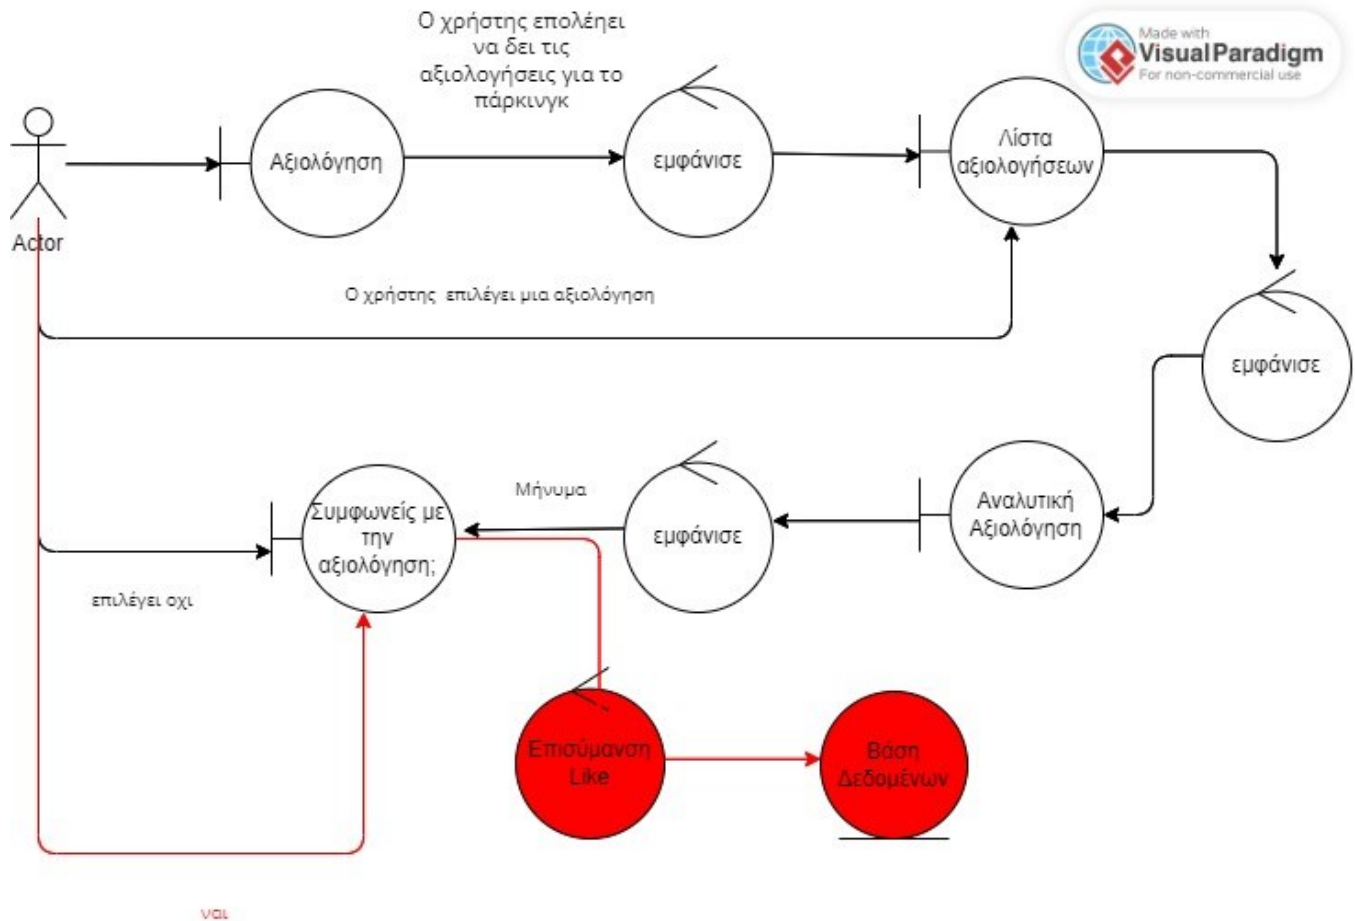 Ο χρήστης επολέηει
να δει τις
αξιολογήσεις για το
πάρκινγκ
Made with
Visual Paradigm
For non-commercial use
Αξιολόγηση
εμφάνισε
Λίστα
αξιολογήσεων
Actor
Ο χρήστης επιλέγει μια αξιολόγηση
εμφάνισε
Συμφωνείς με
την
αξιολόγηση;
Μήνυμα
εμφάνισε
Αναλυτική
Αξιολόγηση
επιλέγει οχι
Επισύμανση
Like
Βάση
Δεδομένων
ναι